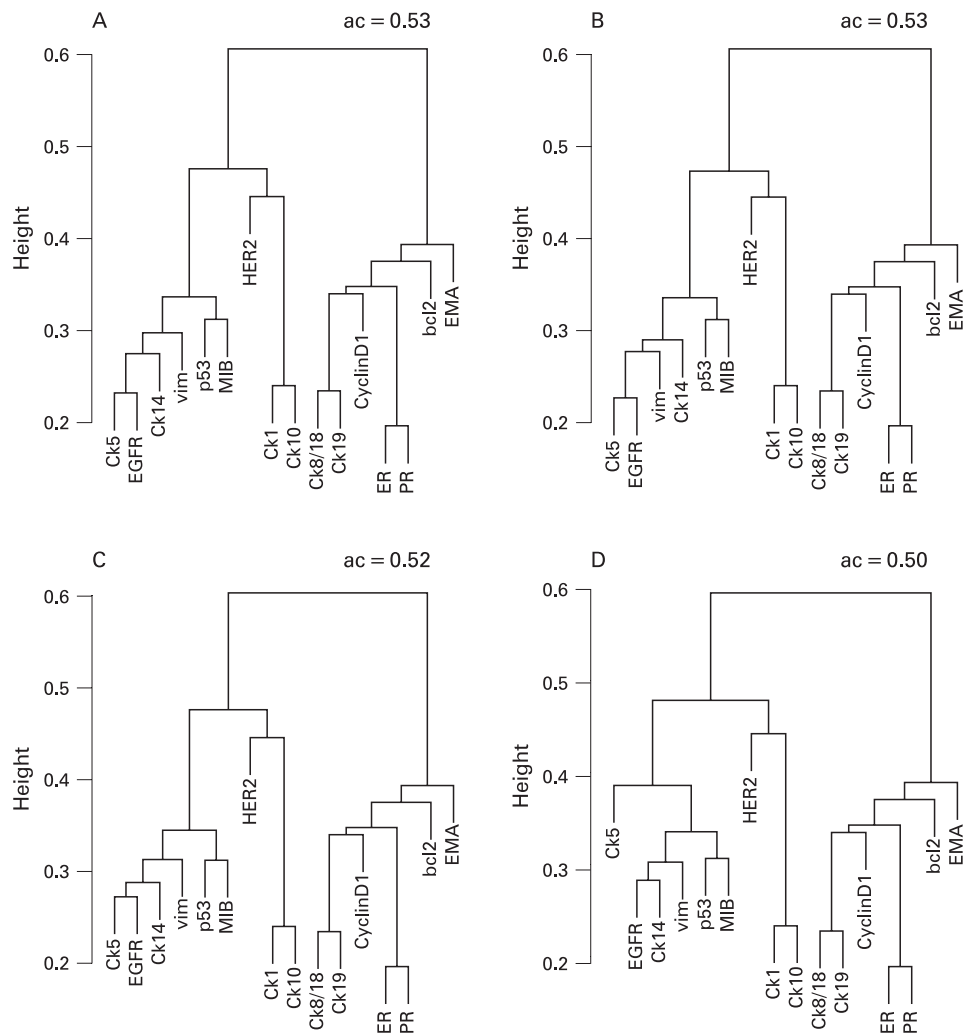 A
ac = 0.53
0.6
0.5
0.4
0.3
0.2
Height
HER2
bcl2
EMA
CyclinD1
p53
MIB
vim
Ck14
Ck5
EGFR
Ck1
Ck10
Ck8/18
Ck19
ER
PR
B
ac = 0.53
0.6
0.5
0.4
0.3
0.2
Height
HER2
bcl2
EMA
CyclinD1
p53
MIB
vim
Ck14
Ck5
EGFR
Ck1
Ck10
Ck8/18
Ck19
ER
PR
C
ac = 0.52
0.6
0.5
0.4
0.3
0.2
Height
HER2
bcl2
EMA
CyclinD1
p53
MIB
vim
Ck14
Ck5
EGFR
Ck1
Ck10
Ck8/18
Ck19
ER
PR
D
ac = 0.50
0.6
0.5
0.4
0.3
0.2
Height
HER2
Ck5
bcl2
EMA
CyclinD1
p53
MIB
vim
EGFR
Ck14
Ck1
Ck10
Ck8/18
Ck19
ER
PR